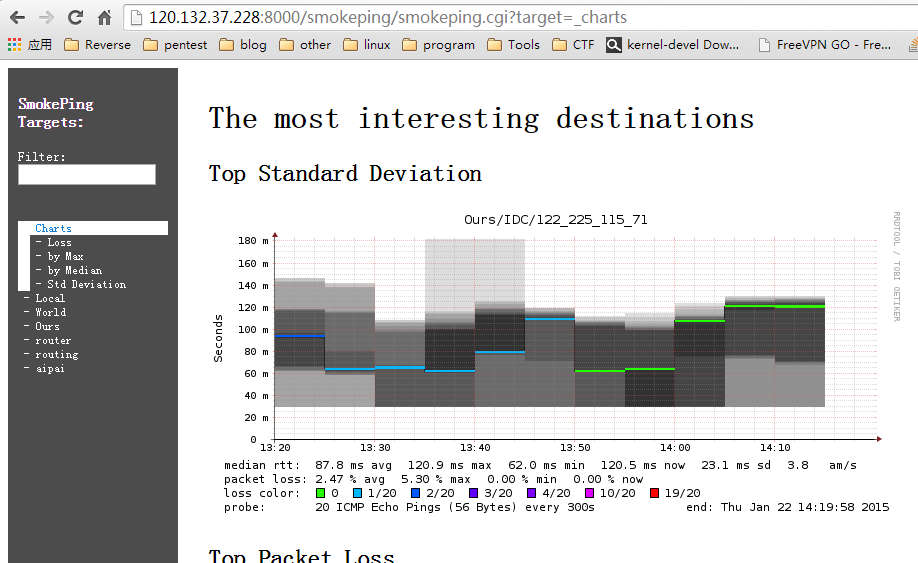 120.132.37.228:8000/smokeping/smokeping.cgi?target=_charts
应用 Reverse pentest blog other linux program Tools CTF kernel-devel Dow... FreeVPN GO - Fre...
SmokePing
Targets:
Filter:
Charts
- Loss
- by Max
- by Median
- Std Deviation
- Local
- World
- Ours
- router
- routing
- aipai
The most interesting destinations
Top Standard Deviation
Ours/IDC/122_225_115_71
RRDTOOL / TOBI OETIKER
Seconds
180 m
160 m
140 m
120 m
100 m
80 m
60 m
40 m
20 m
0
13:20 13:30 13:40 13:50 14:00 14:10
median rtt: 87.8 ms avg 120.9 ms max 62.0 ms min 120.5 ms now 23.1 ms sd 3.8 am/s
packet loss: 2.47 % avg 5.30 % max 0.00 % min 0.00 % now
loss color: 0 1/20 2/20 3/20 4/20 10/20 19/20
probe: 20 ICMP Echo Pings (56 Bytes) every 300s end: Thu Jan 22 14:19:58 2015
Top Packet Loss